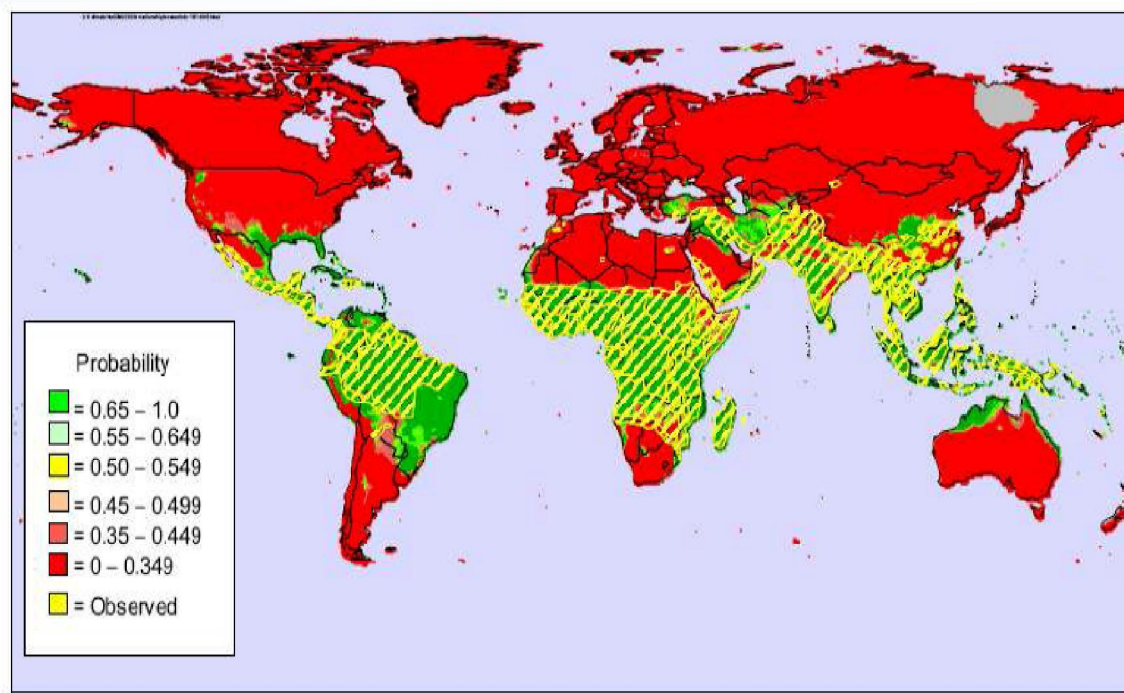 Probability
= 0.65 – 1.0
= 0.55 – 0.649
= 0.50 – 0.549
= 0.45 – 0.499
= 0.35 – 0.449
= 0 – 0.349
= Observed